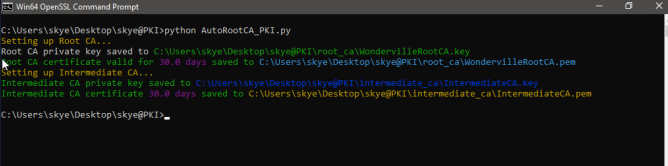 Win64 OpenSSL Command Prompt
C:\Users\skye\Desktop\skye@PKI>python AutoRootCA_PKI.py
Setting up Root CA...
Root CA private key saved to C:\Users\skye\Desktop\skye@PKI\root_ca\WondervilleRootCA.key
Root CA certificate valid for 30.0 days saved to C:\Users\skye\Desktop\skye@PKI\root_ca\WondervilleRootCA.pem
Setting up Intermediate CA...
Intermediate CA private key saved to C:\Users\skye\Desktop\skye@PKI\intermediate_ca\IntermediateCA.key
Intermediate CA certificate 30.0 days saved to C:\Users\skye\Desktop\skye@PKI\intermediate_ca\IntermediateCA.pem
C:\Users\skye\Desktop\skye@PKI>